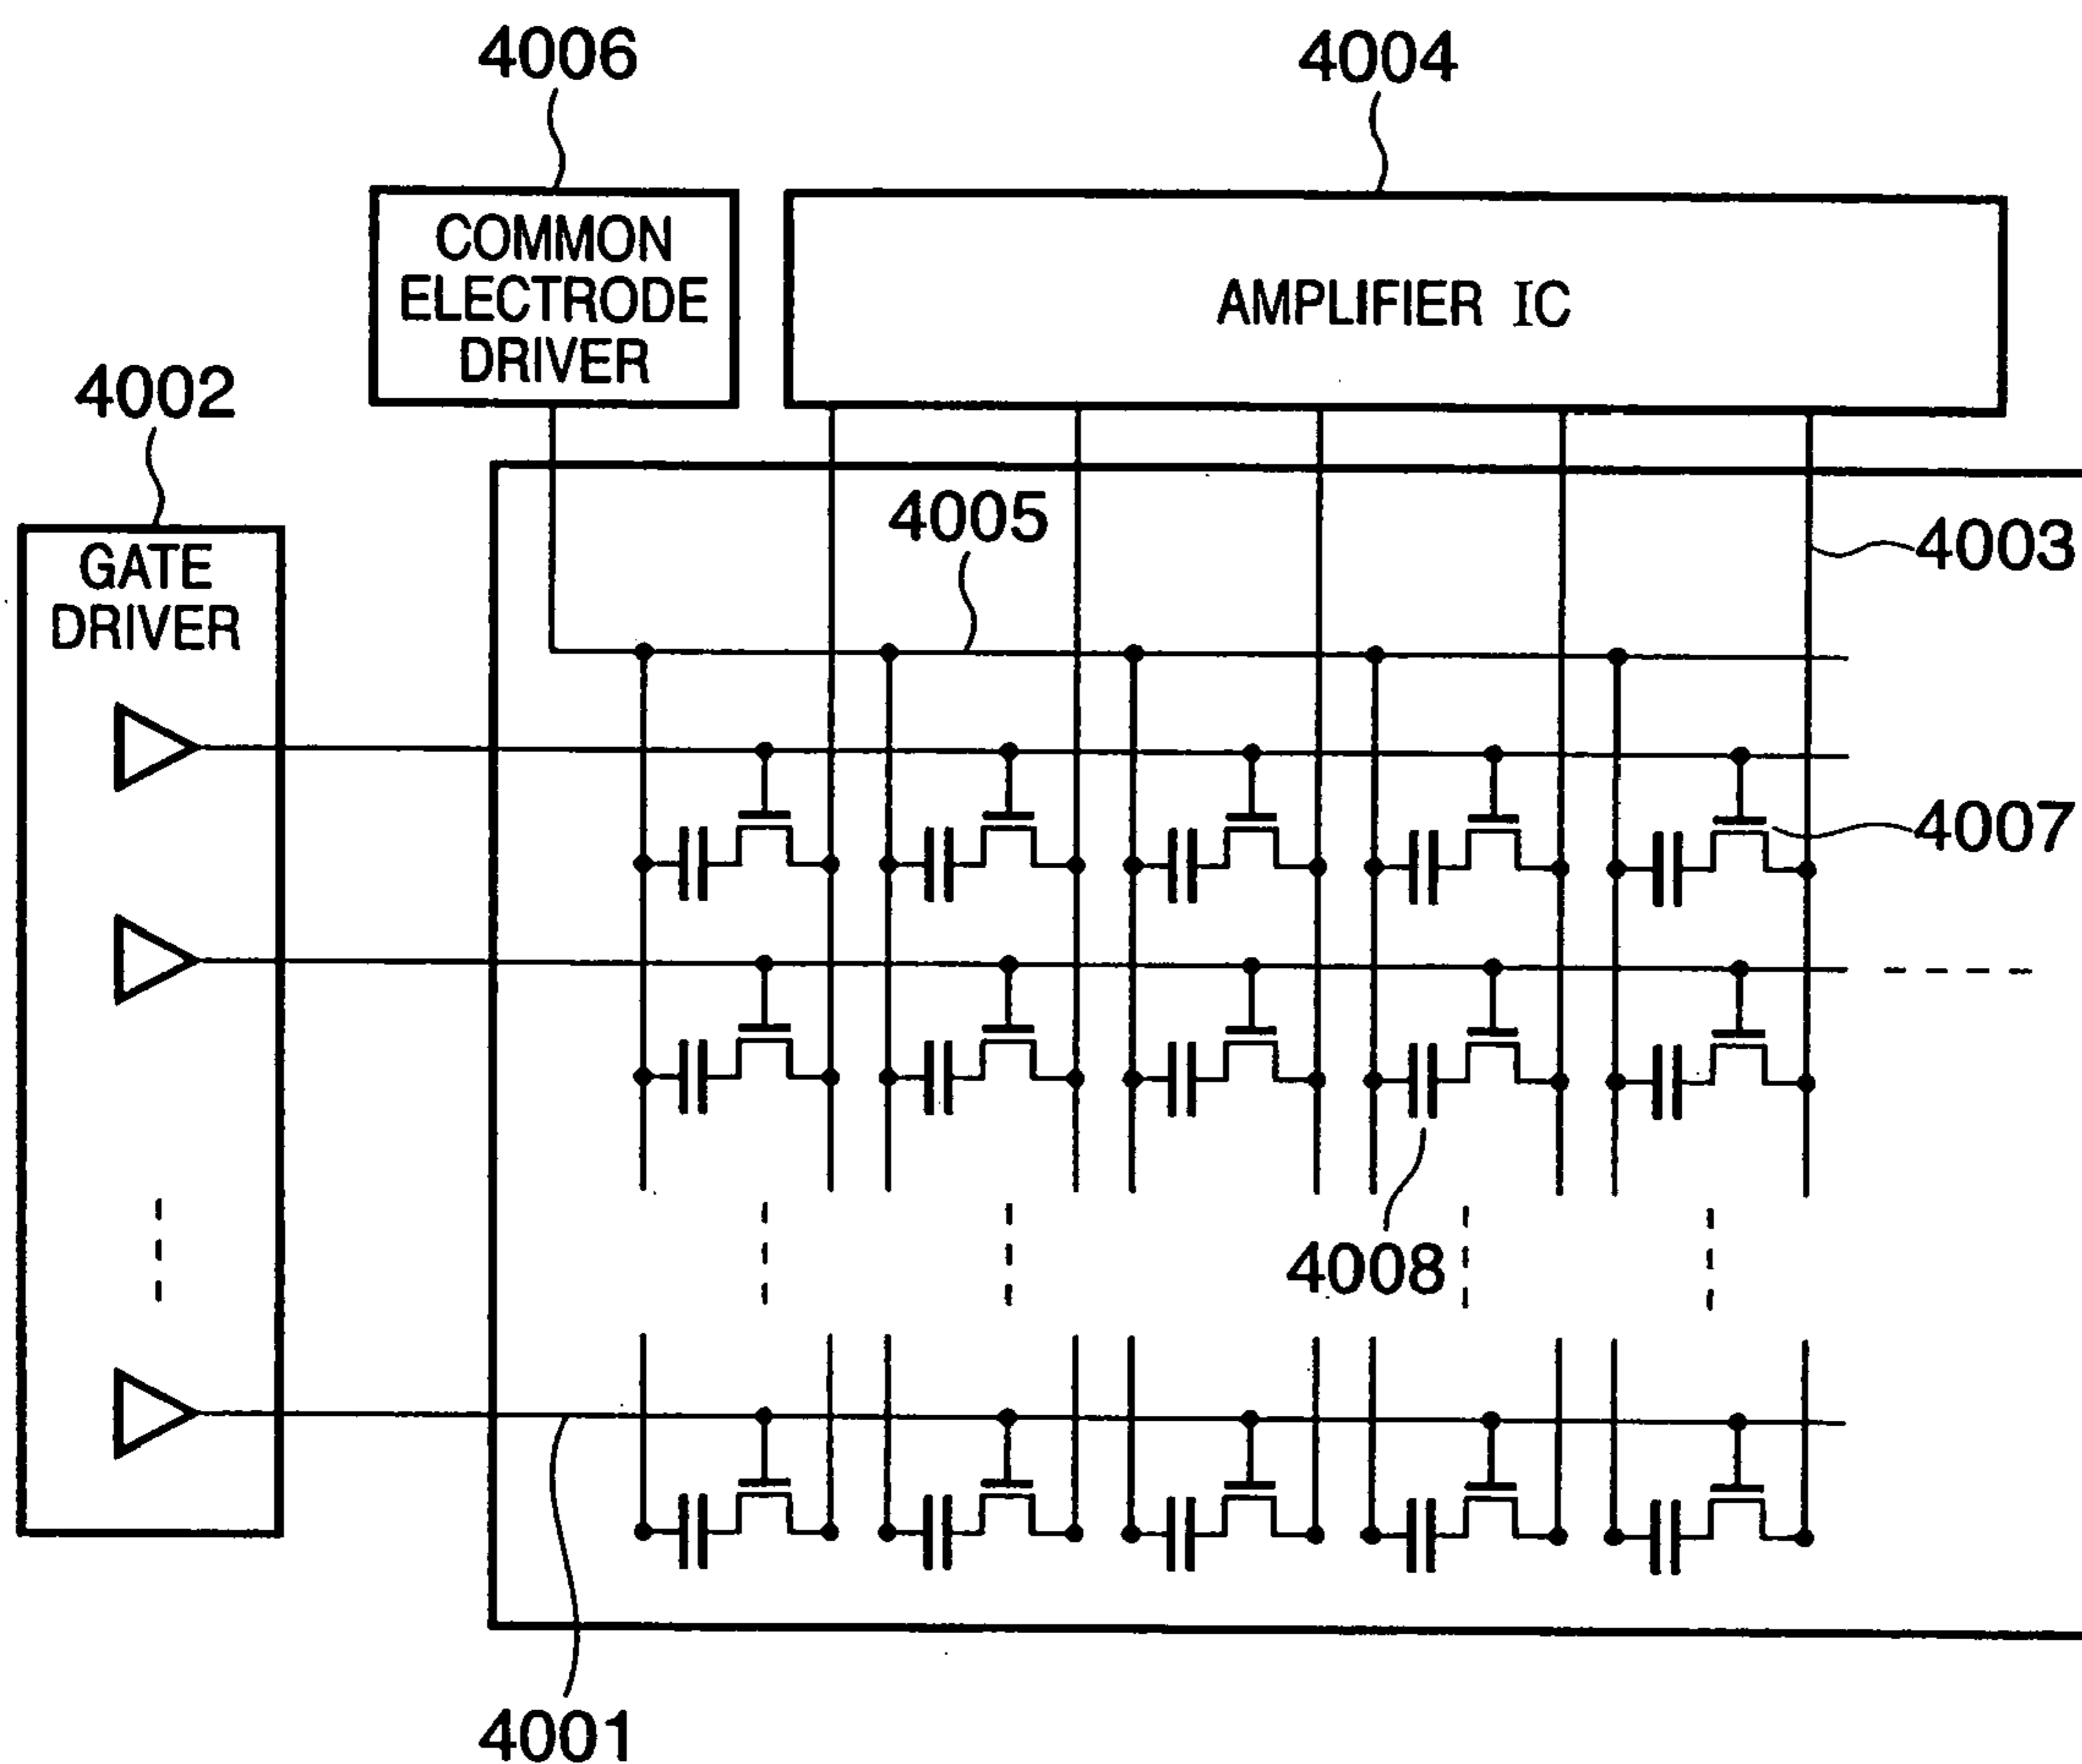 4006
4004
COMMON
ELECTRODE
DRIVER
AMPLIFIER IC
4002
4005
4003
GATE
DRIVER
4007
4008
4001